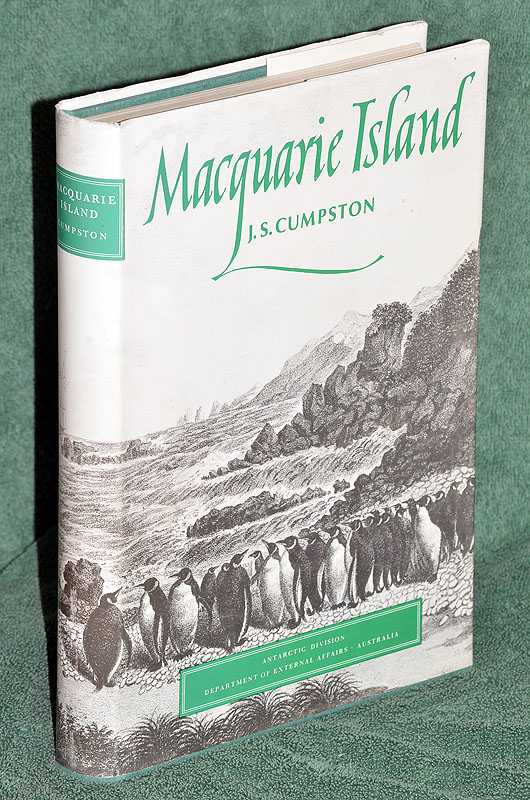 Macquarie Island
J.S. CUMPSTON
ANTARCTIC DIVISION
DEPARTMENT OF EXTERNAL AFFAIRS · AUSTRALIA
MACQUARIE
ISLAND
CUMPSTON